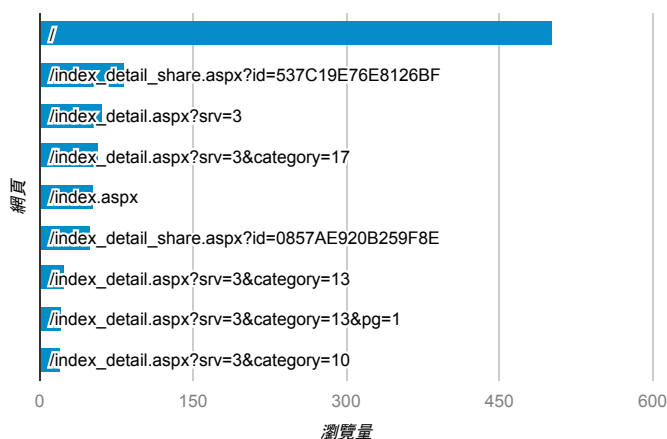 /
/index_detail_share.aspx?id=537C19E76E8126BF
/index_detail.aspx?srv=3
/index_detail.aspx?srv=3&category=17
/index.aspx
/index_detail_share.aspx?id=0857AE920B259F8E
/index_detail.aspx?srv=3&category=13
/index_detail.aspx?srv=3&category=13&pg=1
/index_detail.aspx?srv=3&category=10
網頁
0 150 300 450 600
瀏覽量